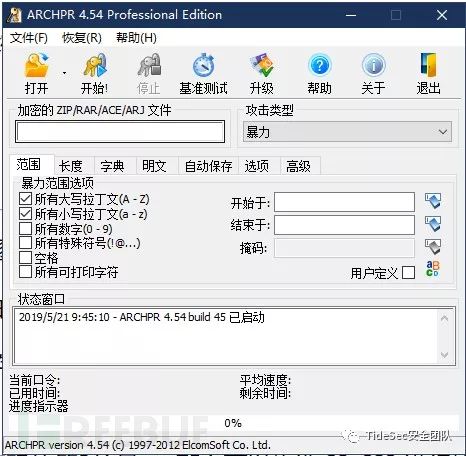 ARCHPR 4.54 Professional Edition
文件(F) 恢复(R) 帮助(H)
打开 开始! 停止 基准测试 升级 帮助 关于 退出
加密的 ZIP/RAR/ACE/ARJ 文件 攻击类型
暴力
范围 长度 字典 明文 自动保存 选项 高级
暴力范围选项
所有大写拉丁文(A - Z) 开始于:
所有小写拉丁文(a - z) 结束于:
所有数字(0 - 9)
所有特殊符号(!@...) 掩码:
空格
所有可打印字符 用户定义
状态窗口
2019/5/21 9:45:10 - ARCHPR 4.54 build 45 已启动
当前口令: 平均速度:
已用时间: 剩余时间:
进度指示器
0%
REEBUF
TideSec安全团队
ARCHPR version 4.54 (c) 1997-2012 ElcomSoft Co. Ltd.